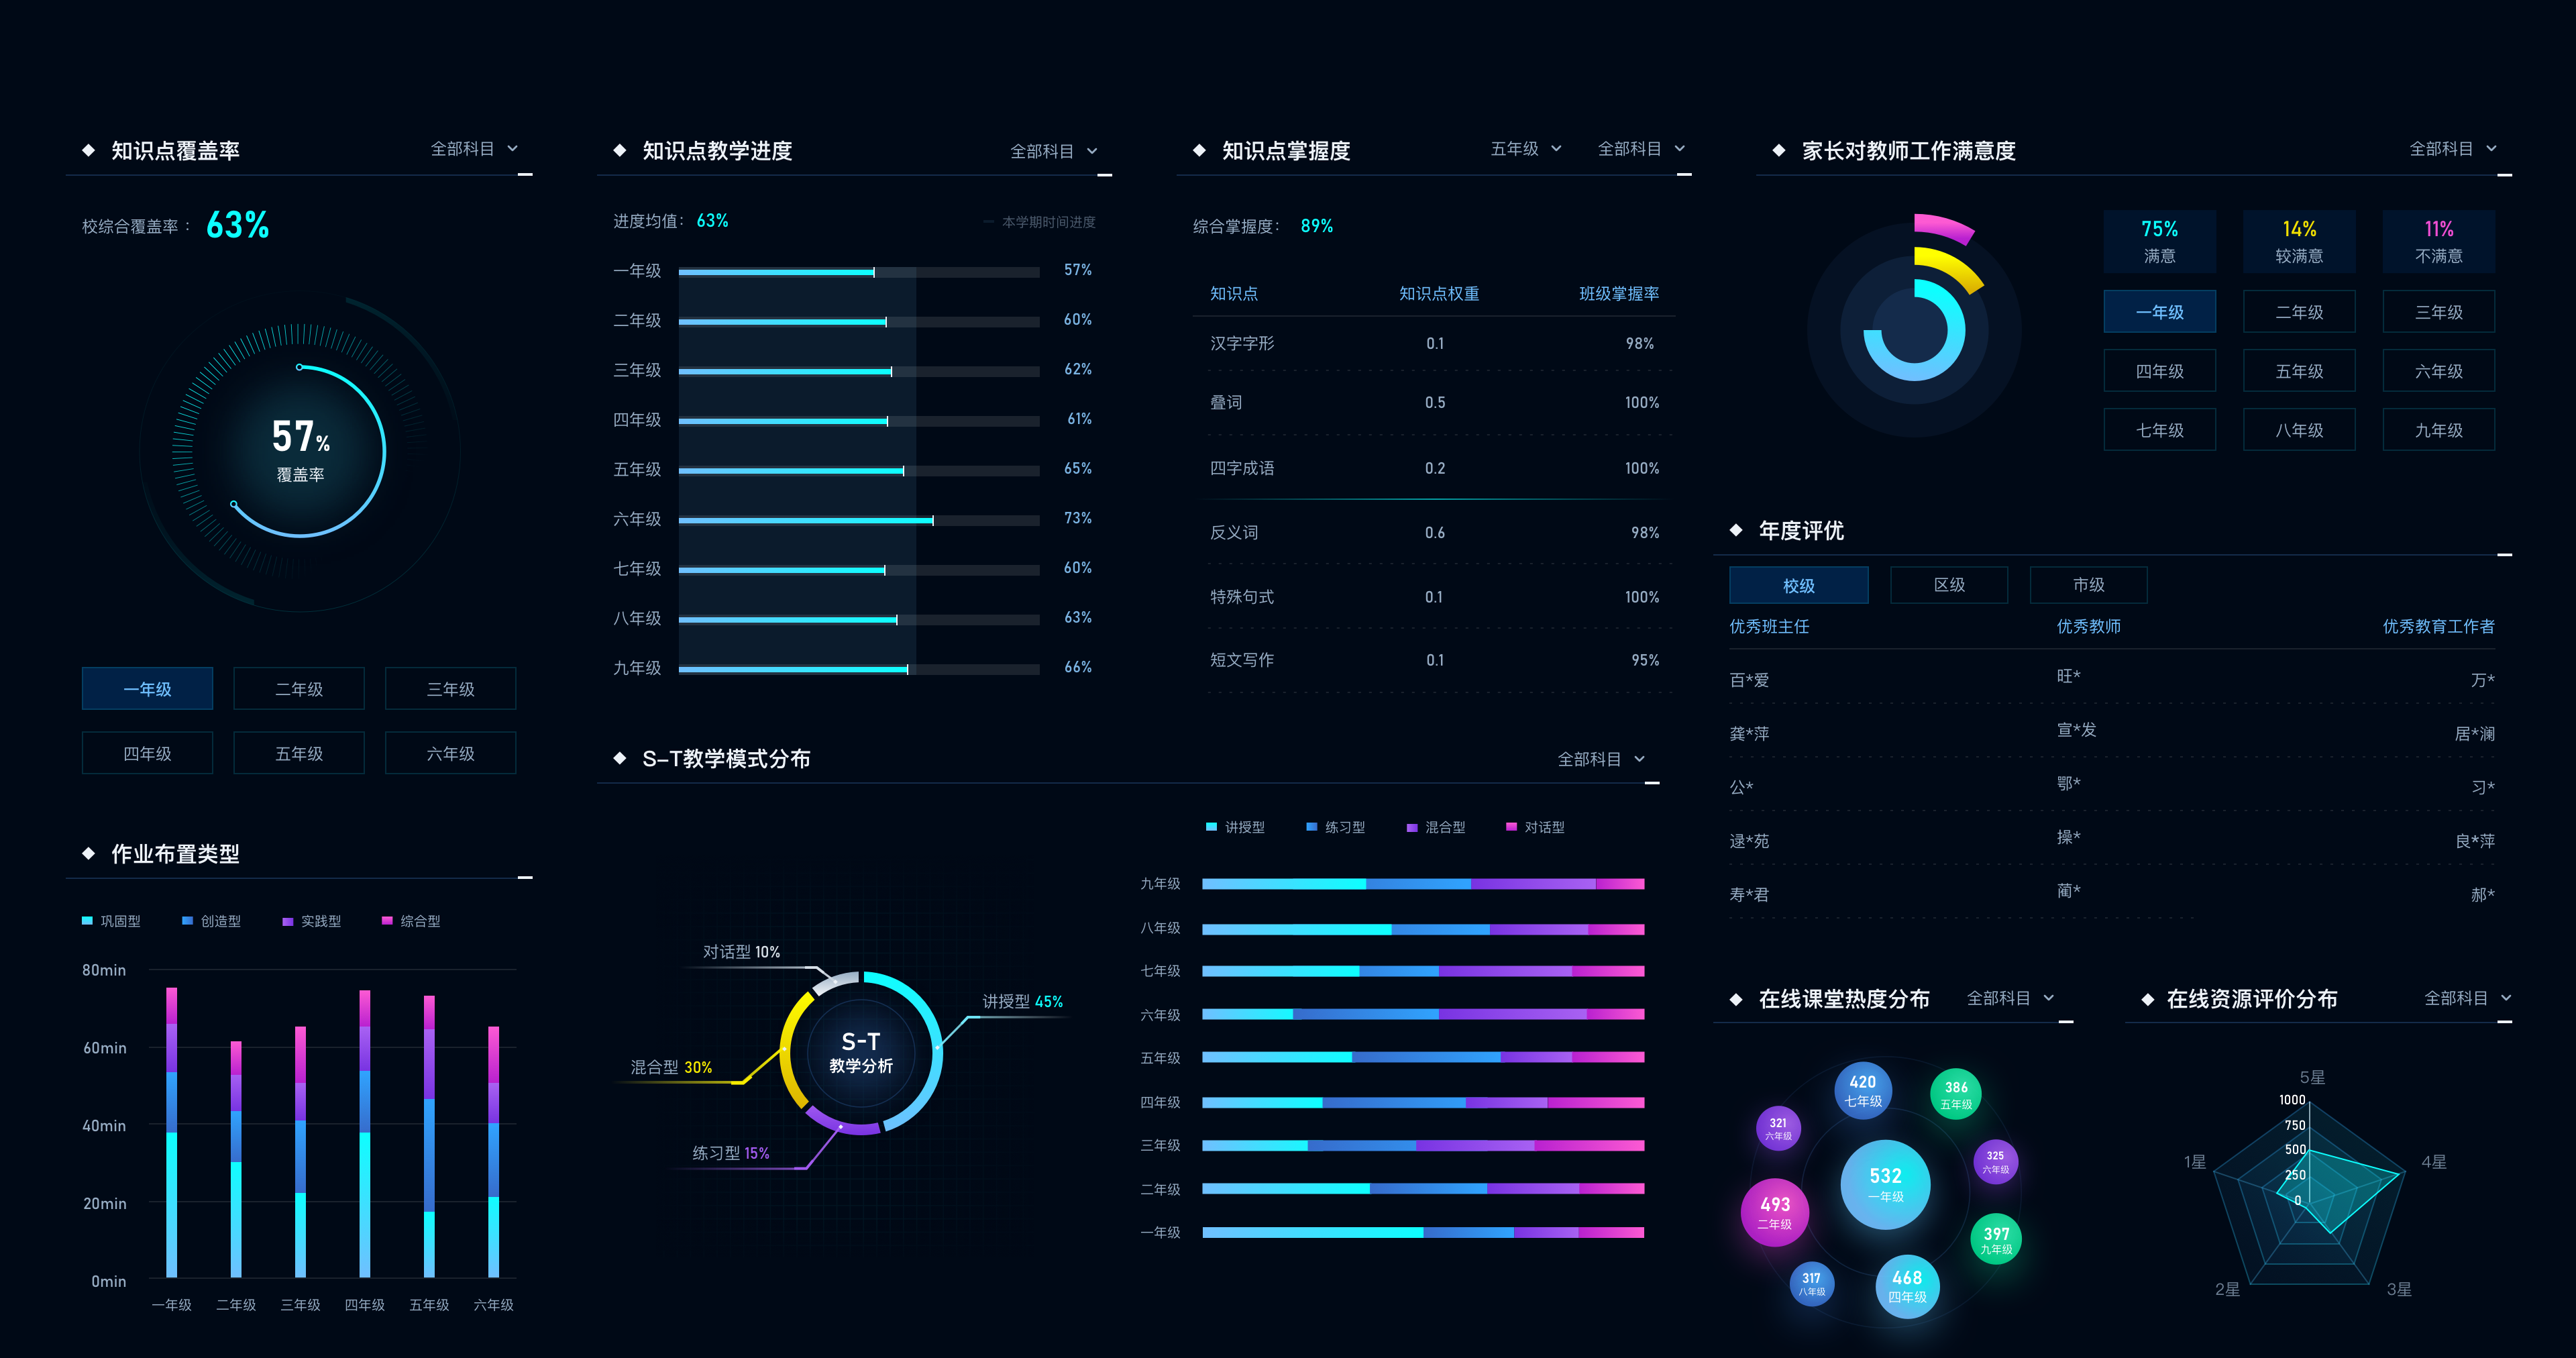 知识点覆盖率
全部科目
校综合覆盖率： 63%
57%
覆盖率
一年级 二年级 三年级
四年级 五年级 六年级
作业布置类型
巩固型 创造型 实践型 综合型
80min
60min
40min
20min
0min
一年级 二年级 三年级 四年级 五年级 六年级
知识点教学进度
全部科目
进度均值： 63%
本学期时间进度
一年级 57%
二年级 60%
三年级 62%
四年级 61%
五年级 65%
六年级 73%
七年级 60%
八年级 63%
九年级 66%
知识点掌握度
五年级 全部科目
综合掌握度： 89%
知识点 知识点权重 班级掌握率
汉字字形 0.1 98%
叠词 0.5 100%
四字成语 0.2 100%
反义词 0.6 98%
特殊句式 0.1 100%
短文写作 0.1 95%
S-T教学模式分布
全部科目
对话型 10%
讲授型 45%
混合型 30%
练习型 15%
S-T
教学分析
讲授型 练习型 混合型 对话型
九年级
八年级
七年级
六年级
五年级
四年级
三年级
二年级
一年级
家长对教师工作满意度
全部科目
75% 14% 11%
满意 较满意 不满意
一年级 二年级 三年级
四年级 五年级 六年级
七年级 八年级 九年级
年度评优
校级 区级 市级
优秀班主任 优秀教师 优秀教育工作者
百*爱 旺* 万*
龚*萍 宣*发 居*澜
公* 鄂* 习*
逯*苑 操* 良*萍
寿*君 蔺* 郝*
在线课堂热度分布
全部科目
420
七年级
386
五年级
321
六年级
325
六年级
532
一年级
493
二年级
397
九年级
317
八年级
468
四年级
在线资源评价分布
全部科目
5星
1000
750
500
250
0
1星
4星
2星
3星